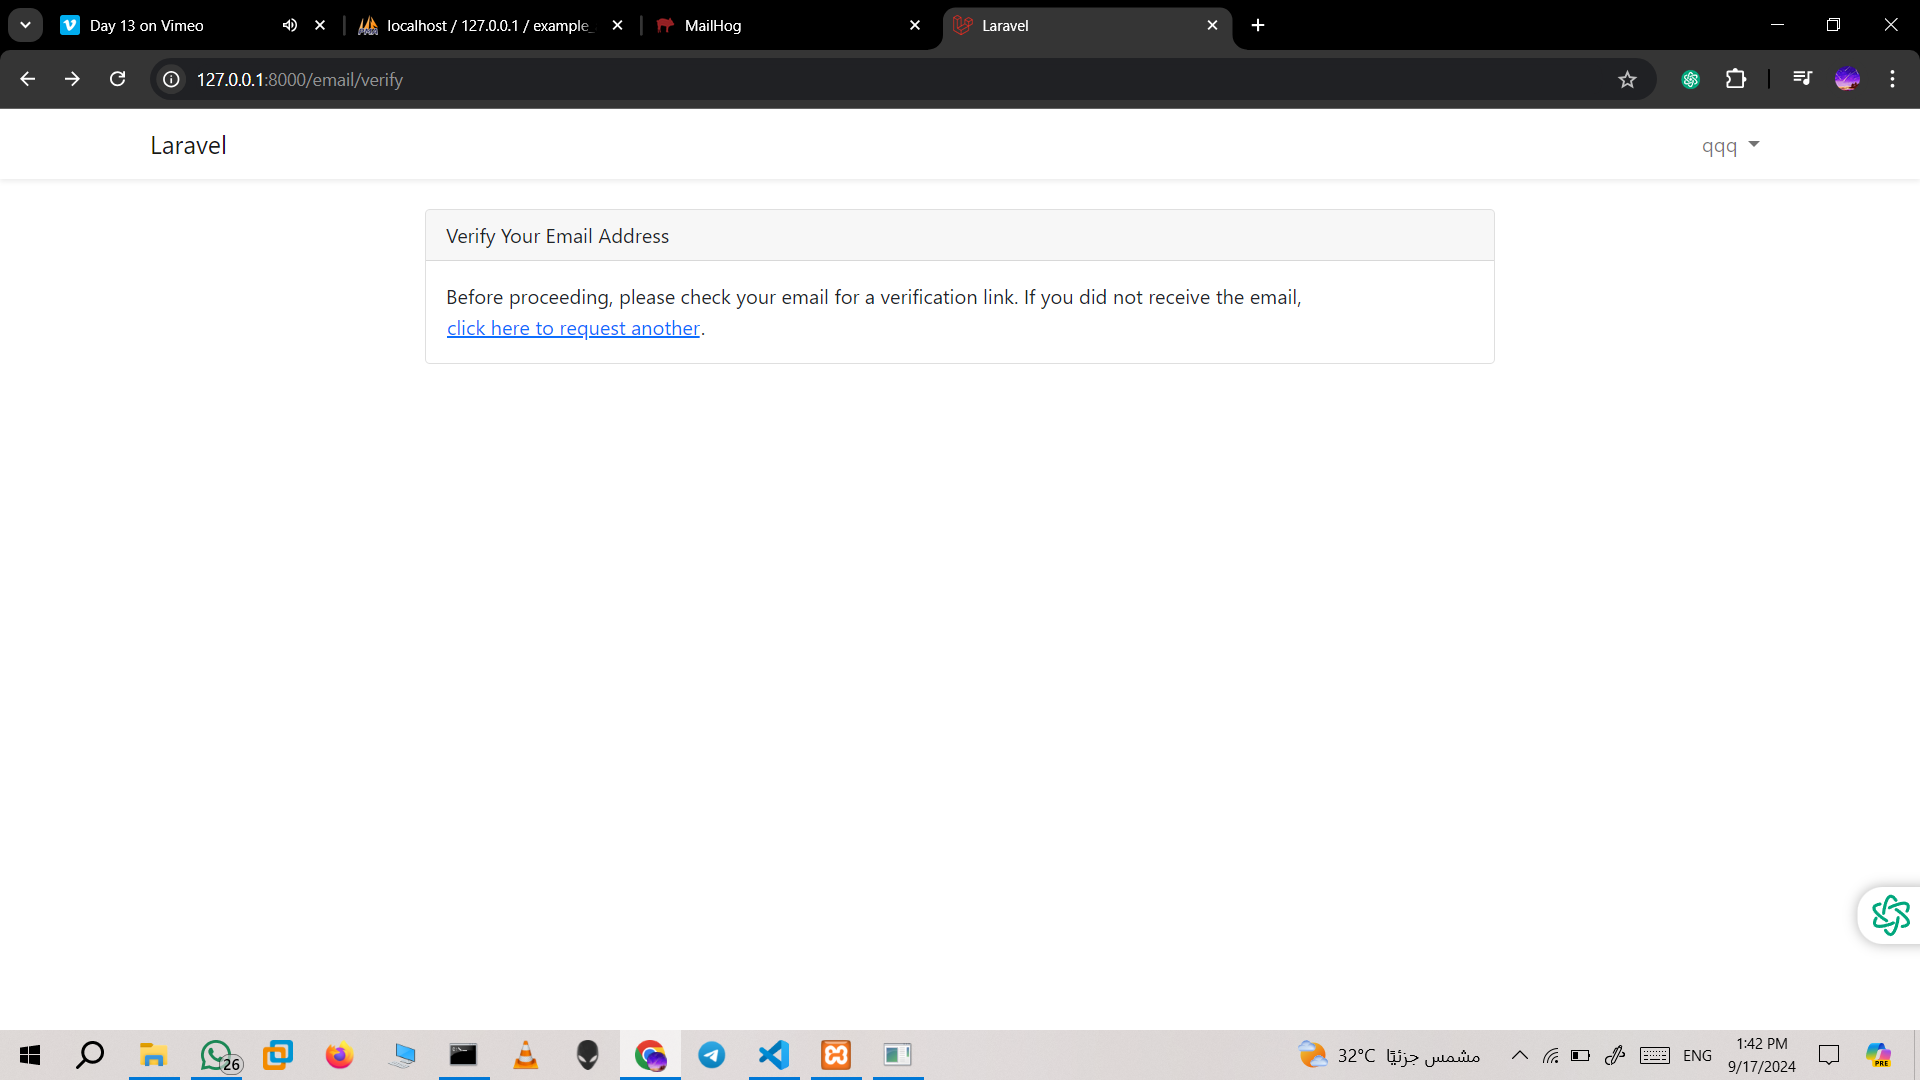 Day 13 on Vimeo
localhost / 127.0.0.1 / example_
MailHog
Laravel
127.0.0.1:8000/email/verify
Laravel
qqq
Verify Your Email Address
Before proceeding, please check your email for a verification link. If you did not receive the email,
click here to request another.
26
32°C مشمس جزئيًا
ENG
1:42 PM
9/17/2024
PRE